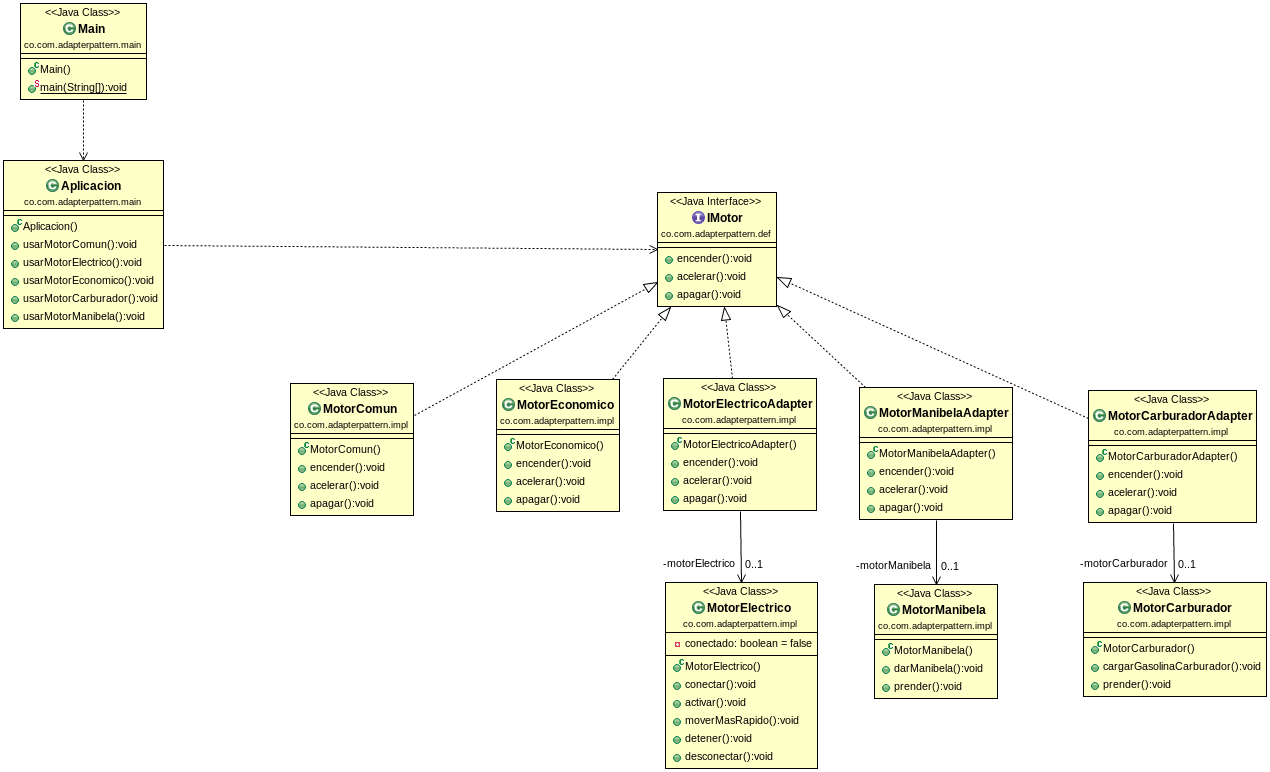 <<Java Class>>
Main
co.com.adapterpattern.main
Main()
main(String[]):void
<<Java Class>>
Aplicacion
co.com.adapterpattern.main
Aplicacion()
usarMotorComun():void
usarMotorElectrico():void
usarMotorEconomico():void
usarMotorCarburador():void
usarMotorManibela():void
<<Java Interface>>
IMotor
co.com.adapterpattern.def
encender():void
acelerar():void
apagar():void
<<Java Class>>
MotorComun
co.com.adapterpattern.impl
MotorComun()
encender():void
acelerar():void
apagar():void
<<Java Class>>
MotorEconomico
co.com.adapterpattern.impl
MotorEconomico()
encender():void
acelerar():void
apagar():void
<<Java Class>>
MotorElectricoAdapter
co.com.adapterpattern.impl
MotorElectricoAdapter()
encender():void
acelerar():void
apagar():void
<<Java Class>>
MotorManibelaAdapter
co.com.adapterpattern.impl
MotorManibelaAdapter()
encender():void
acelerar():void
apagar():void
<<Java Class>>
MotorCarburadorAdapter
co.com.adapterpattern.impl
MotorCarburadorAdapter()
encender():void
acelerar():void
apagar():void
-motorElectrico 0..1
-motorManibela 0..1
-motorCarburador 0..1
<<Java Class>>
MotorElectrico
co.com.adapterpattern.impl
conectado: boolean = false
MotorElectrico()
conectar():void
activar():void
moverMasRapido():void
detener():void
desconectar():void
<<Java Class>>
MotorManibela
co.com.adapterpattern.impl
MotorManibela()
darManibela():void
prender():void
<<Java Class>>
MotorCarburador
co.com.adapterpattern.impl
MotorCarburador()
cargarGasolinaCarburador():void
prender():void